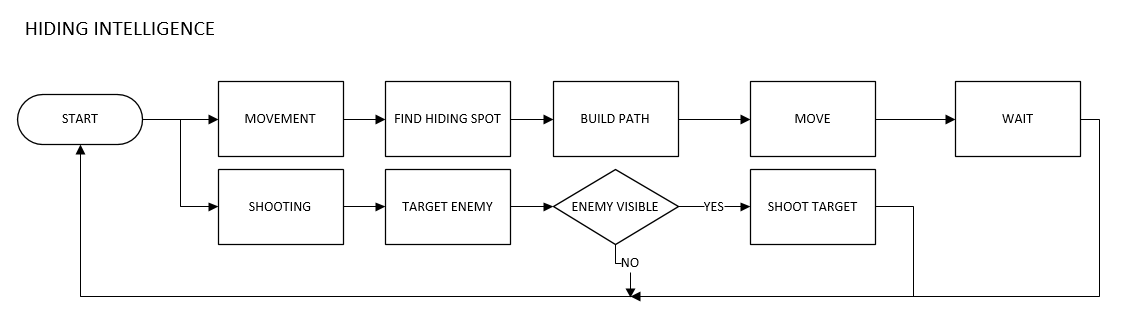 HIDING INTELLIGENCE
START
MOVEMENT
FIND HIDING SPOT
BUILD PATH
MOVE
WAIT
SHOOTING
TARGET ENEMY
ENEMY VISIBLE
YES
SHOOT TARGET
NO